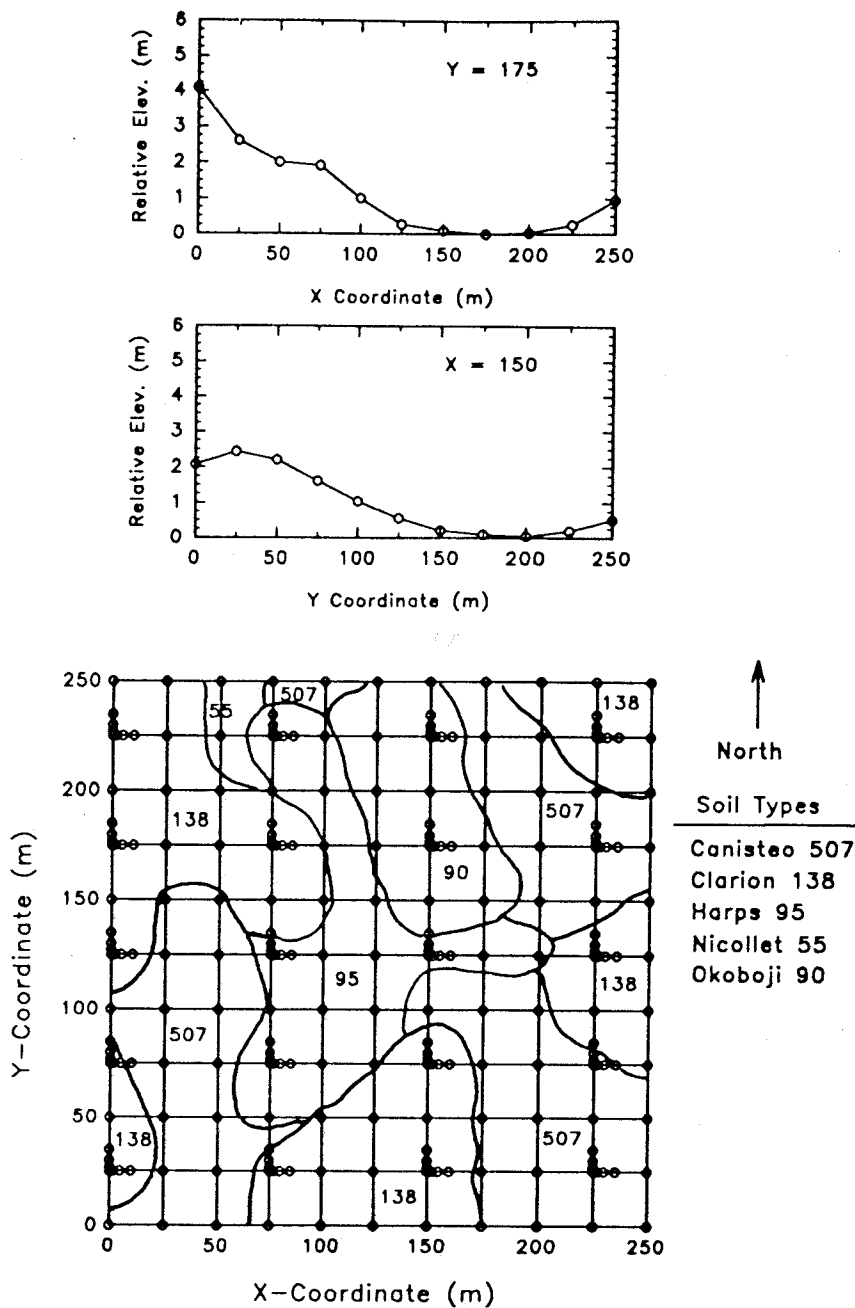 6
5
4
3
2
1
0
Relative Elev. (m)
Y = 175
0 50 100 150 200 250
X Coordinate (m)
6
5
4
3
2
1
0
Relative Elev. (m)
X = 150
0 50 100 150 200 250
Y Coordinate (m)
250
200
150
100
50
0
Y-Coordinate (m)
55
507
138
138
507
90
95
138
507
138
138
507
0 50 100 150 200 250
X-Coordinate (m)
North
Soil Types
Canisteo 507
Clarion 138
Harps 95
Nicollet 55
Okoboji 90